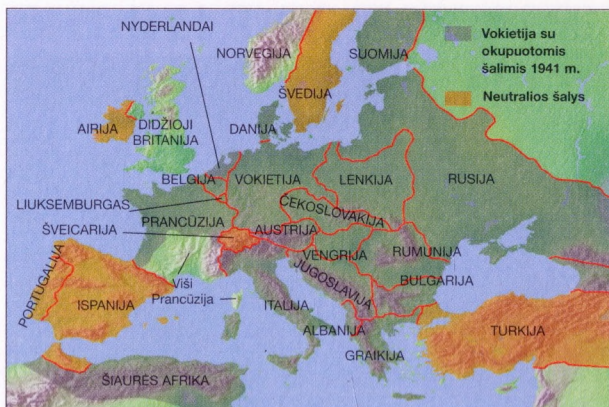 NYDERLANDAI
NORVEGIJA
SUOMIJA
Vokietija su
okupuotomis
šalimis 1941 m.
Neutralios šalys
ŠVEDIJA
AIRIJA
DIDŽIOJI
BRITANIJA
DANIJA
BELGIJA
VOKIETIJA
LENKIJA
RUSIJA
LIUKSEMBURGAS
ČEKOSLOVAKIJA
PRANCŪZIJA
ŠVEICARIJA
AUSTRIJA
VENGRIJA
RUMUNIJA
JUGOSLAVIJA
BULGARIJA
PORTUGALIJA
Viši
Prancūzija
ISPANIJA
ITALIJA
TURKIJA
ALBANIJA
GRAIKIJA
ŠIAURĖS AFRIKA